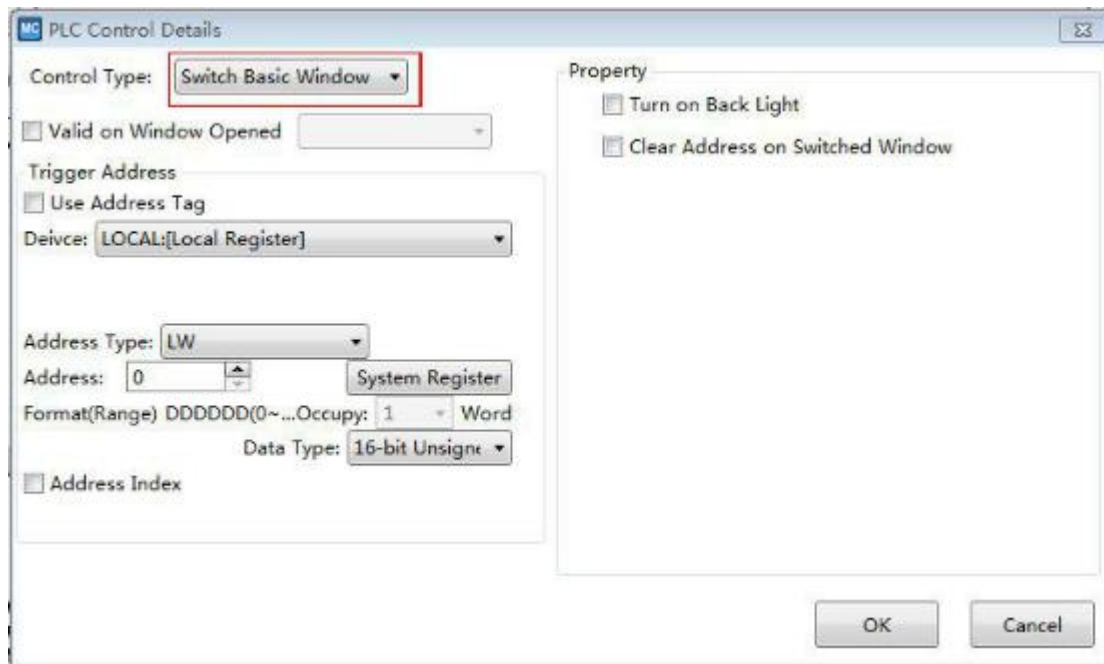 MC PLC Control Details
Control Type: Switch Basic Window
Valid on Window Opened
Trigger Address
Use Address Tag
Deivce: LOCAL:[Local Register]
Address Type: LW
Address: 0 System Register
Format(Range) DDDDDD(0~...Occupy: 1 Word
Data Type: 16-bit Unsigne
Address Index
Property
Turn on Back Light
Clear Address on Switched Window
OK Cancel